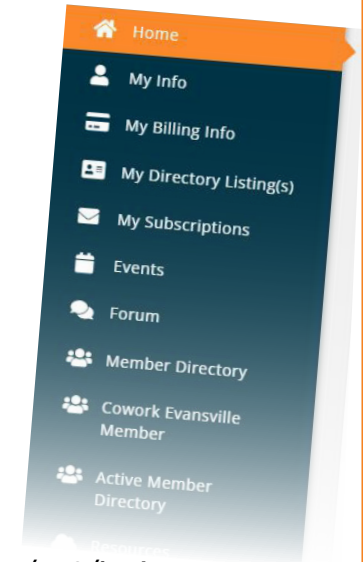 Home
My Info
My Billing Info
My Directory Listing(s)
My Subscriptions
Events
Forum
Member Directory
Cowork Evansville
Member
Active Member
Directory
Resources